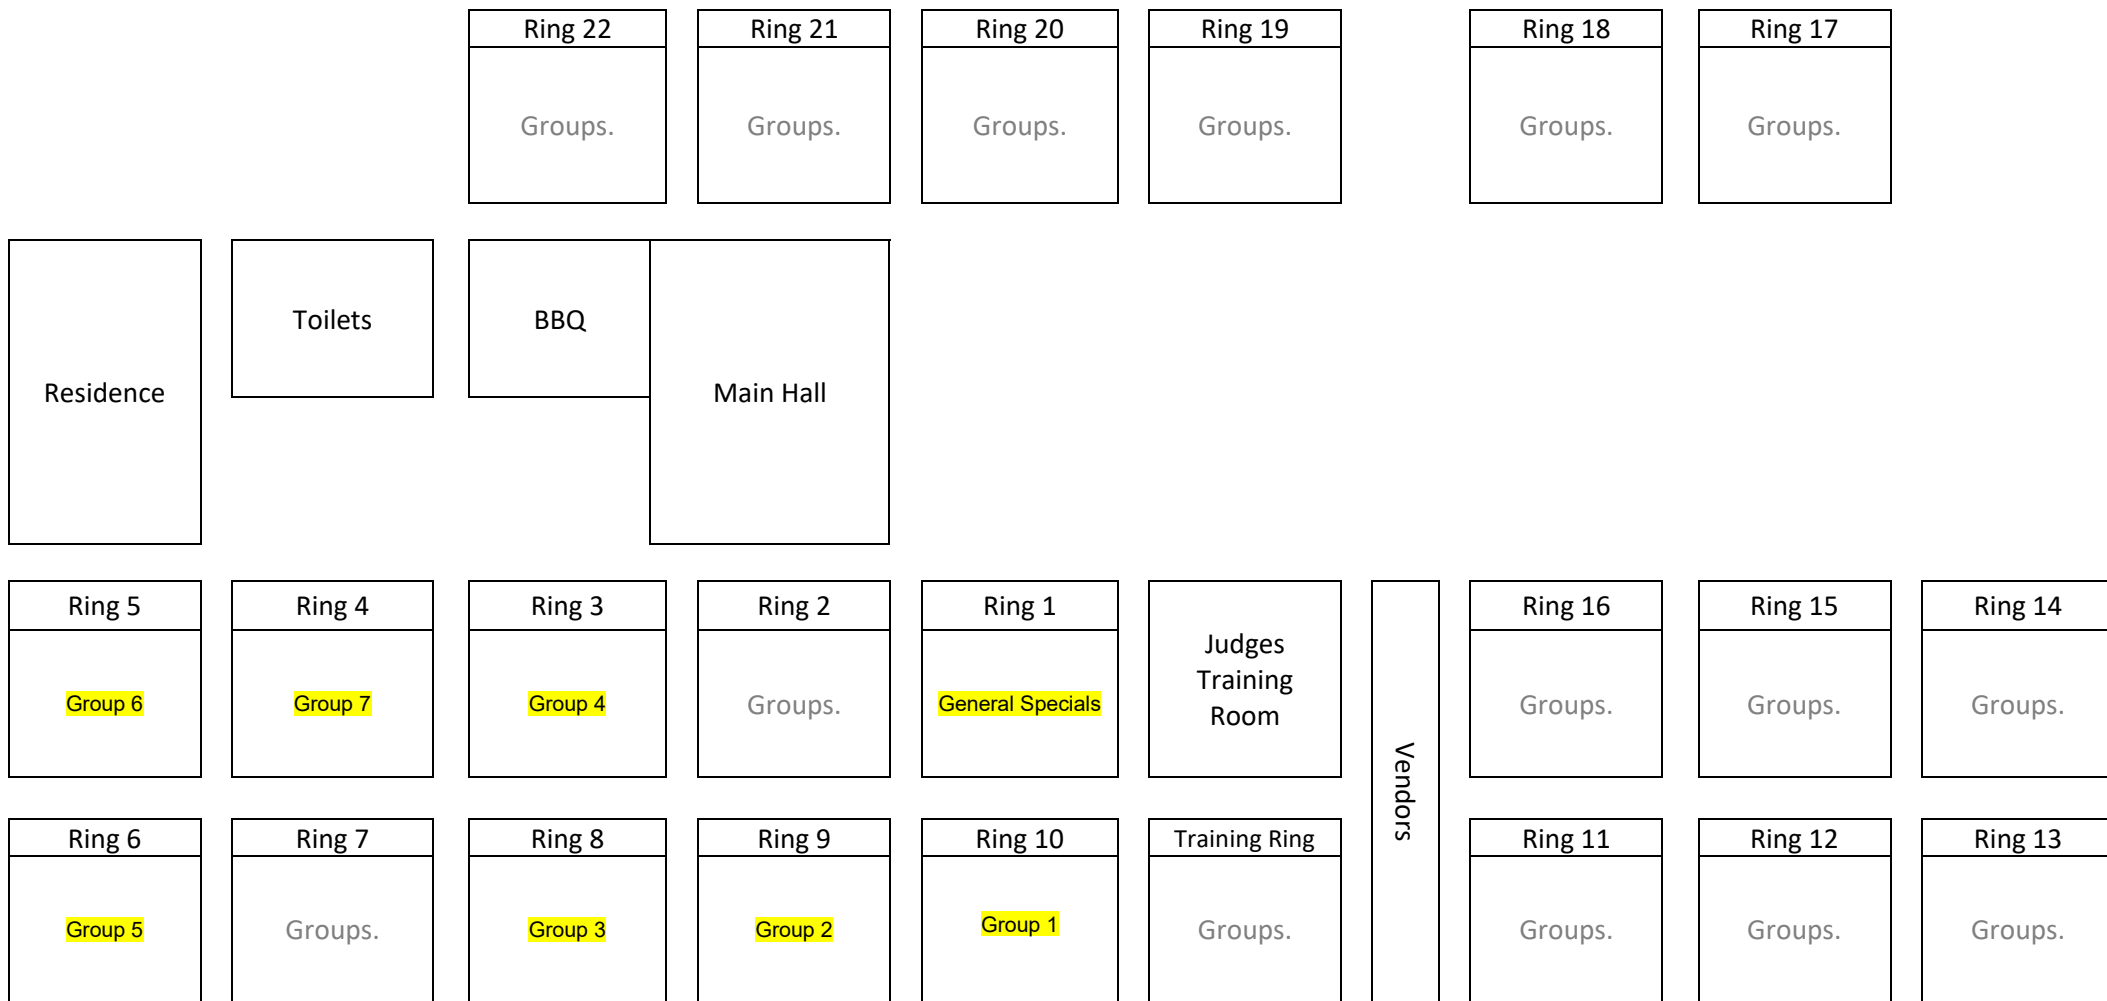 Ring 22
Ring 21
Ring 20
Ring 19
Ring 18
Ring 17
Groups.
Groups.
Groups.
Groups.
Groups.
Groups.
Residence
Toilets
BBQ
Main Hall
Ring 5
Ring 4
Ring 3
Ring 2
Ring 1
Judges
Training
Room
Vendors
Ring 16
Ring 15
Ring 14
Group 6
Group 7
Group 4
Groups.
General Specials
Groups.
Groups.
Groups.
Ring 6
Ring 7
Ring 8
Ring 9
Ring 10
Training Ring
Ring 11
Ring 12
Ring 13
Group 5
Groups.
Group 3
Group 2
Group 1
Groups.
Groups.
Groups.
Groups.